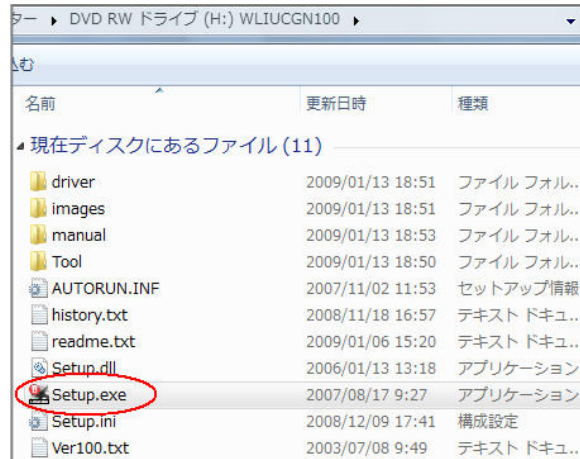 ター ▸ DVD RW ドライブ (H:) WLIUCGN100 ▸
込む
名前 更新日時 種類
現在ディスクにあるファイル (11)
driver 2009/01/13 18:51 ファイル フォル...
images 2009/01/13 18:51 ファイル フォル...
manual 2009/01/13 18:53 ファイル フォル...
Tool 2009/01/13 18:50 ファイル フォル...
AUTORUN.INF 2007/11/02 11:53 セットアップ情報
history.txt 2008/11/18 16:57 テキスト ドキュ...
readme.txt 2009/01/06 15:20 テキスト ドキュ...
Setup.dll 2006/01/13 13:18 アプリケーション
Setup.exe 2007/08/17 9:27 アプリケーション
Setup.ini 2008/12/09 17:41 構成設定
Ver100.txt 2003/07/08 9:49 テキスト ドキュ...